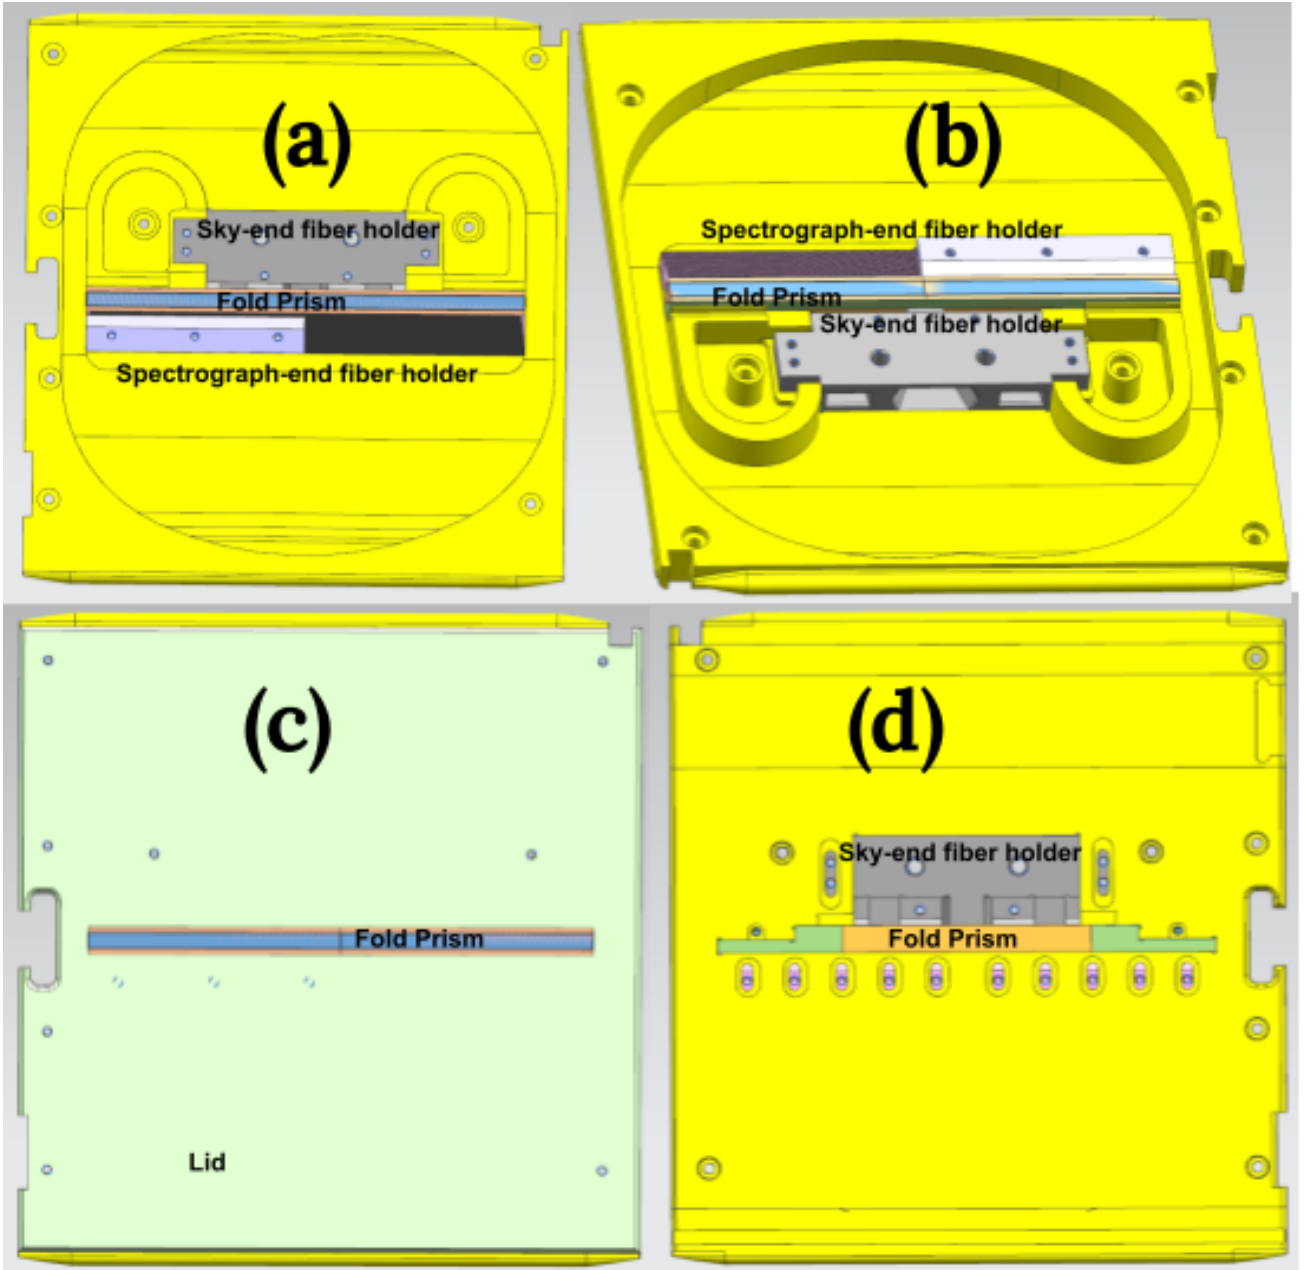 (a)
Sky-end fiber holder
Fold Prism
Spectrograph-end fiber holder
(b)
Spectrograph-end fiber holder
Fold Prism
Sky-end fiber holder
(c)
Fold Prism
Lid
(d)
Sky-end fiber holder
Fold Prism